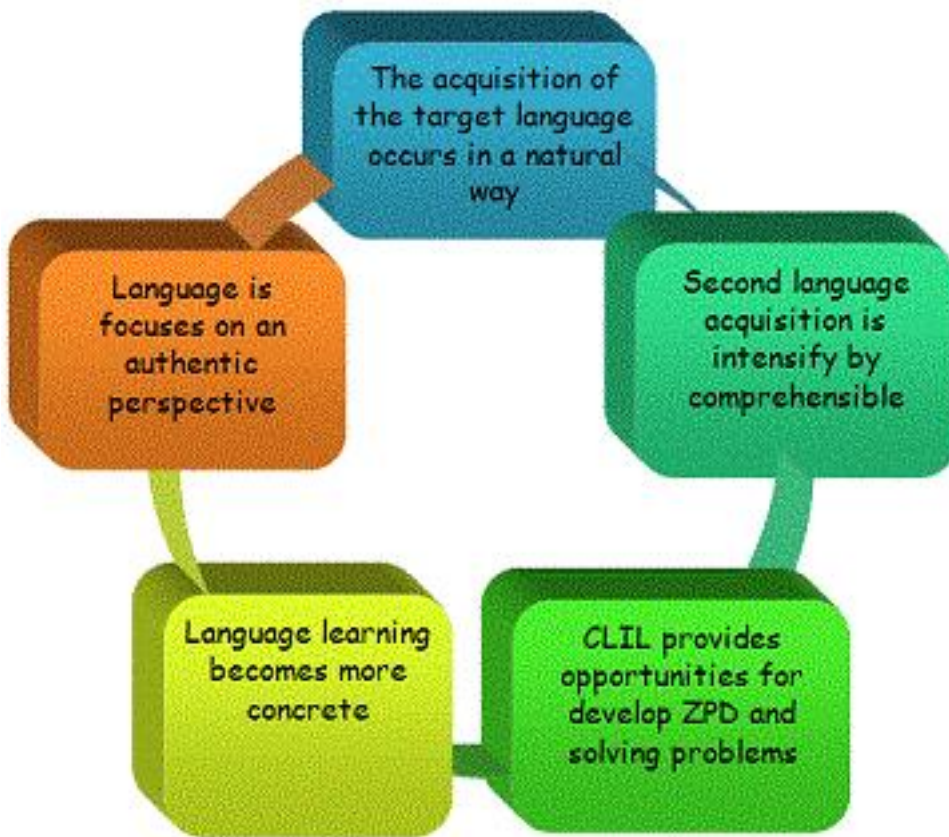 The acquisition of
the target language
occurs in a natural
way
Second language
acquisition is
intensify by
comprehensible
CLIL provides
opportunities for
develop ZPD and
solving problems
Language learning
becomes more
concrete
Language is
focuses on an
authentic
perspective